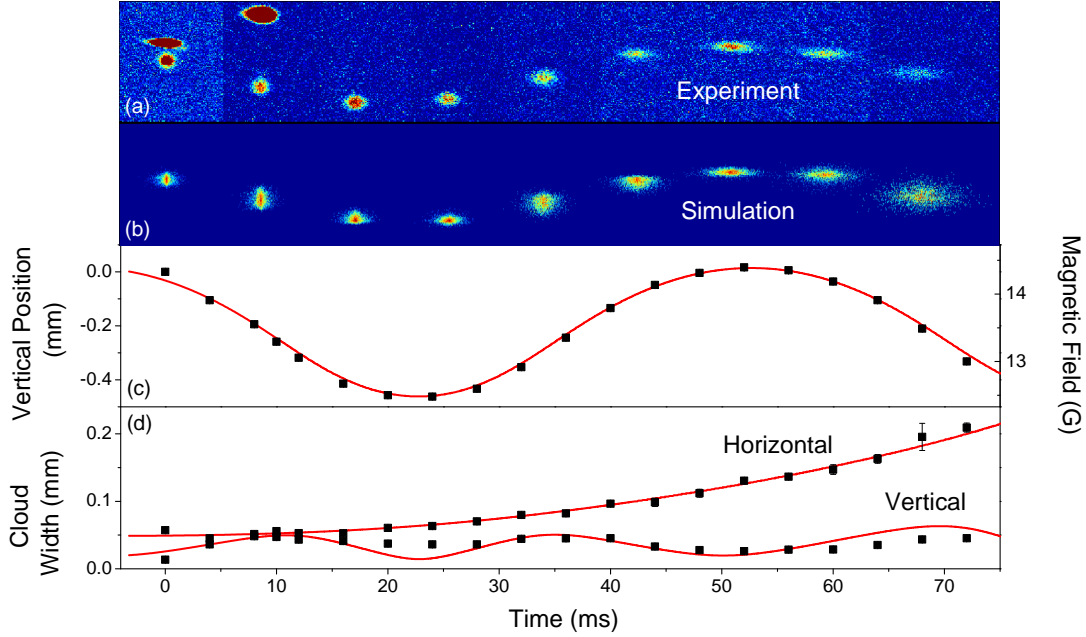 (a)
Experiment
(b)
Simulation
Vertical Position
(mm)
0.0
-0.2
-0.4
(c)
14
13
Magnetic Field (G)
(d)
Cloud
Width (mm)
0.2
0.1
0.0
Horizontal
Vertical
0 10 20 30 40 50 60 70
Time (ms)